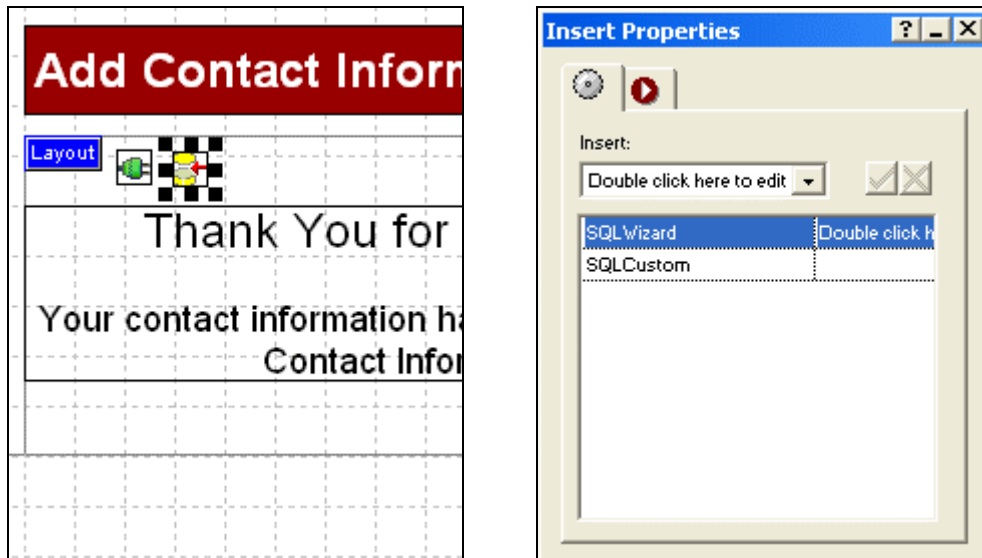 Add Contact Inforn
Layout
Thank You for
Your contact information ha
Contact Infor
Insert Properties
Insert:
Double click here to edit
SQLWizard Double click h
SQLCustom